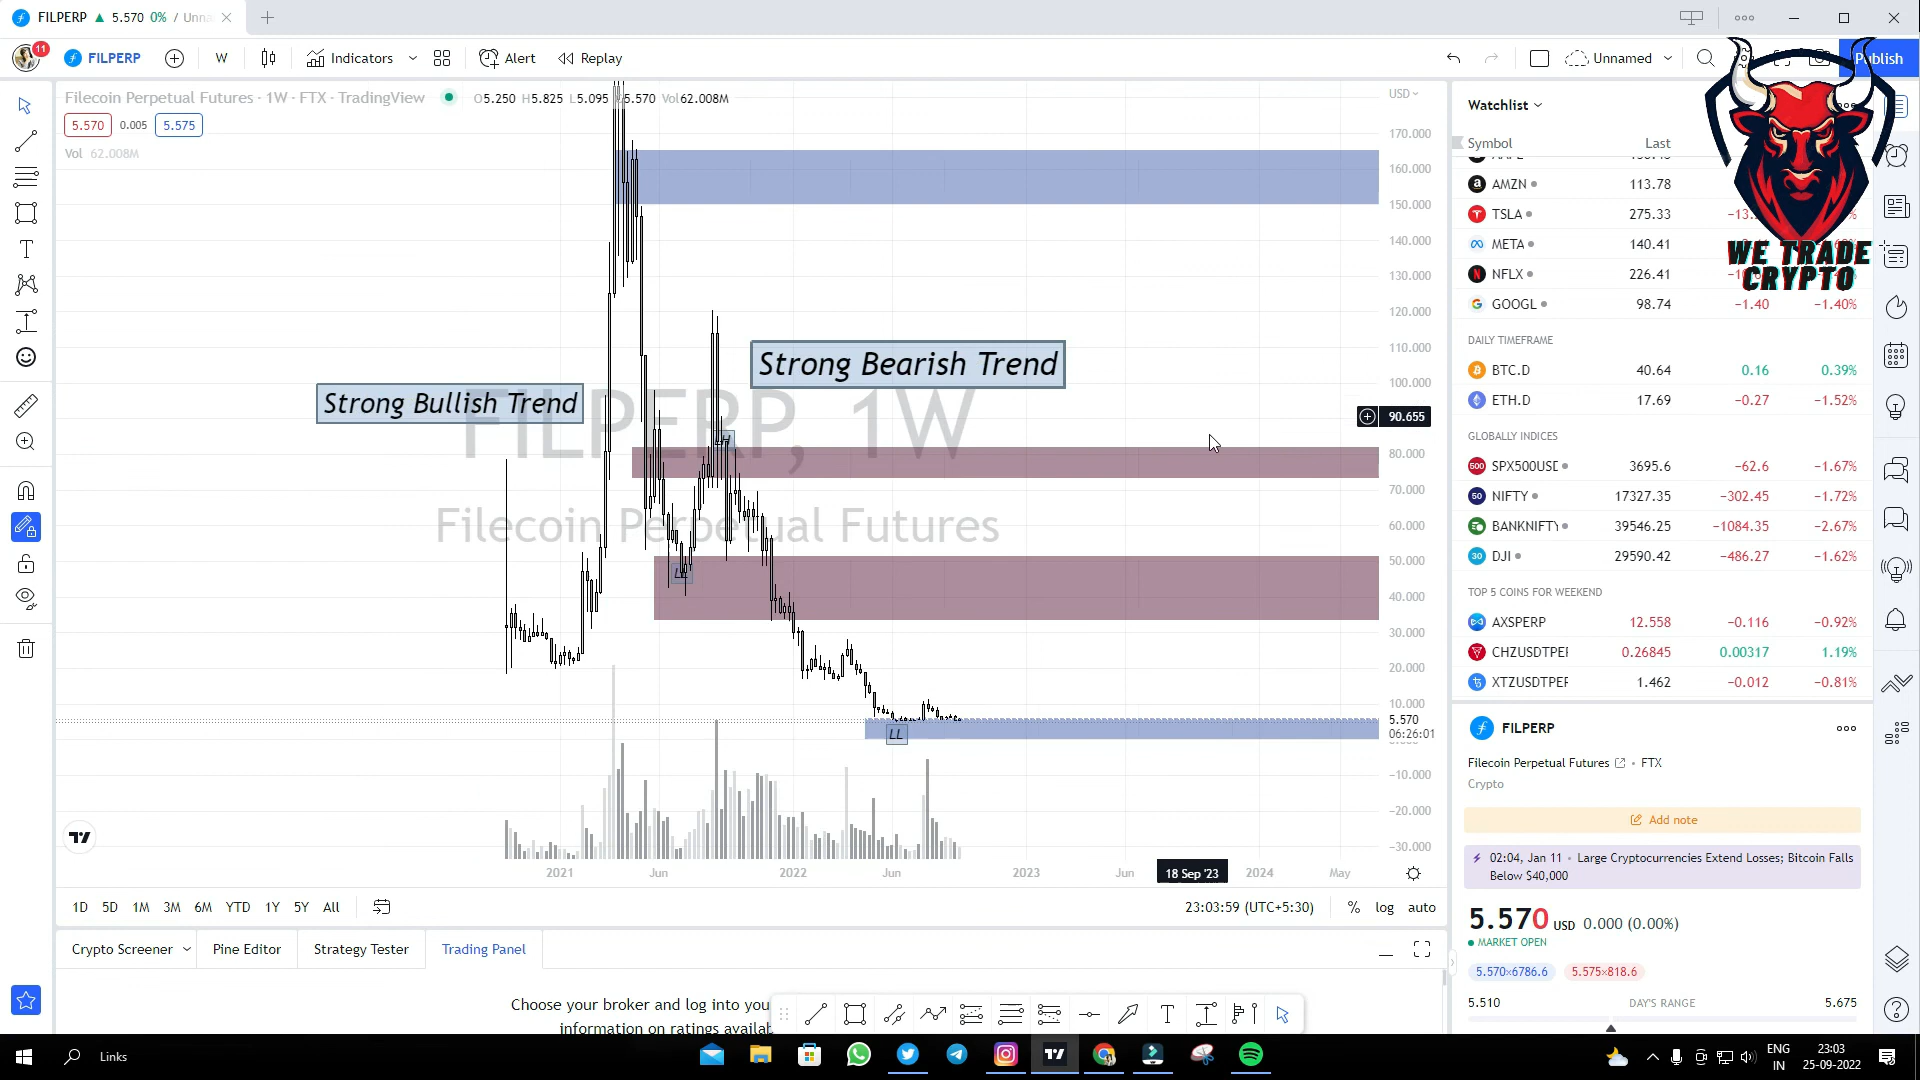 FILPERP ▲ 5.570 0% / Unna
11
FILPERP
W
Indicators
Alert
Replay
Unnamed
Publish
Filecoin Perpetual Futures · 1W · FTX · TradingView
O5.250 H5.825 L5.095 C5.570 Vol62.008M
5.570
0.005
5.575
Vol 62.008M
USD
170.000
160.000
150.000
140.000
130.000
120.000
110.000
100.000
90.655
80.000
70.000
60.000
50.000
40.000
30.000
20.000
10.000
5.570
06:26:01
−10.000
−20.000
−30.000
Strong Bullish Trend
Strong Bearish Trend
FILPERP, 1W
Filecoin Perpetual Futures
LL
LL
2021
Jun
2022
Jun
2023
Jun
18 Sep '23
2024
May
1D 5D 1M 3M 6M YTD 1Y 5Y All
23:03:59 (UTC+5:30)
% log auto
Crypto Screener
Pine Editor
Strategy Tester
Trading Panel
Choose your broker and log into you
information on ratings availab
Watchlist
Symbol Last
AMZN 113.78
TSLA 275.33
META 140.41
NFLX 226.41
GOOGL 98.74 −1.40 −1.40%
WE TRADE
CRYPTO
DAILY TIMEFRAME
BTC.D 40.64 0.16 0.39%
ETH.D 17.69 −0.27 −1.52%
GLOBALLY INDICES
500 SPX500USD 3695.6 −62.6 −1.67%
50 NIFTY 17327.35 −302.45 −1.72%
BANKNIFTY 39546.25 −1084.35 −2.67%
30 DJI 29590.42 −486.27 −1.62%
TOP 5 COINS FOR WEEKEND
AXSPERP 12.558 −0.116 −0.92%
CHZUSDTPE 0.26845 0.00317 1.19%
XTZUSDTPE 1.462 −0.012 −0.81%
FILPERP
Filecoin Perpetual Futures • FTX
Crypto
Add note
02:04, Jan 11 • Large Cryptocurrencies Extend Losses; Bitcoin Falls
Below $40,000
5.570 USD 0.000 (0.00%)
MARKET OPEN
5.570×6786.6
5.575×818.6
5.510 DAY'S RANGE 5.675
Links
ENG
IN
23:03
25-09-2022